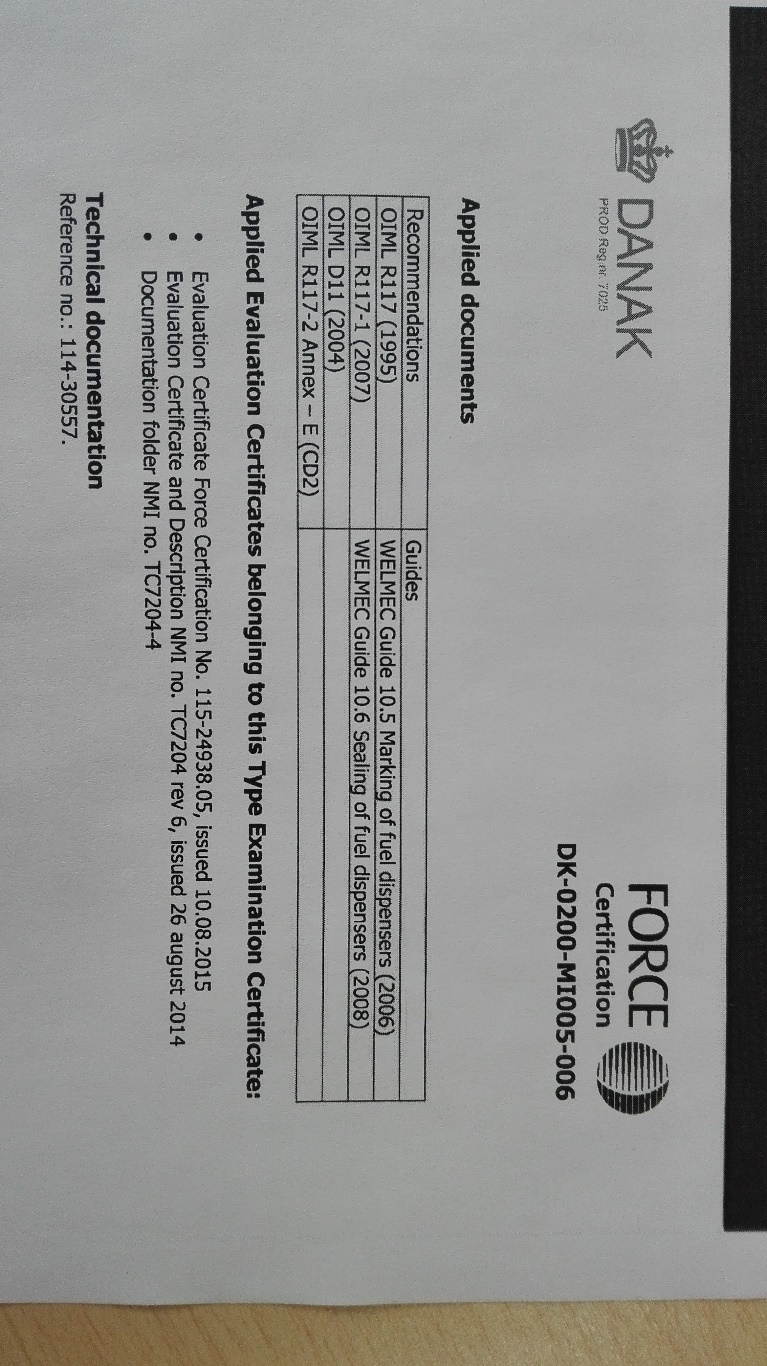 DANAK
PROD Reg.nr. 7025
FORCE
Certification
DK-0200-MI005-006
Applied documents
Recommendations Guides
OIML R117 (1995) WELMEC Guide 10.5 Marking of fuel dispensers (2006)
OIML R117-1 (2007) WELMEC Guide 10.6 Sealing of fuel dispensers (2008)
OIML D11 (2004)
OIML R117-2 Annex – E (CD2)
Applied Evaluation Certificates belonging to this Type Examination Certificate:
• Evaluation Certificate Force Certification No. 115-24938.05, issued 10.08.2015
• Evaluation Certificate and Description NMI no. TC7204 rev 6, issued 26 august 2014
• Documentation folder NMI no. TC7204-4
Technical documentation
Reference no.: 114-30557.